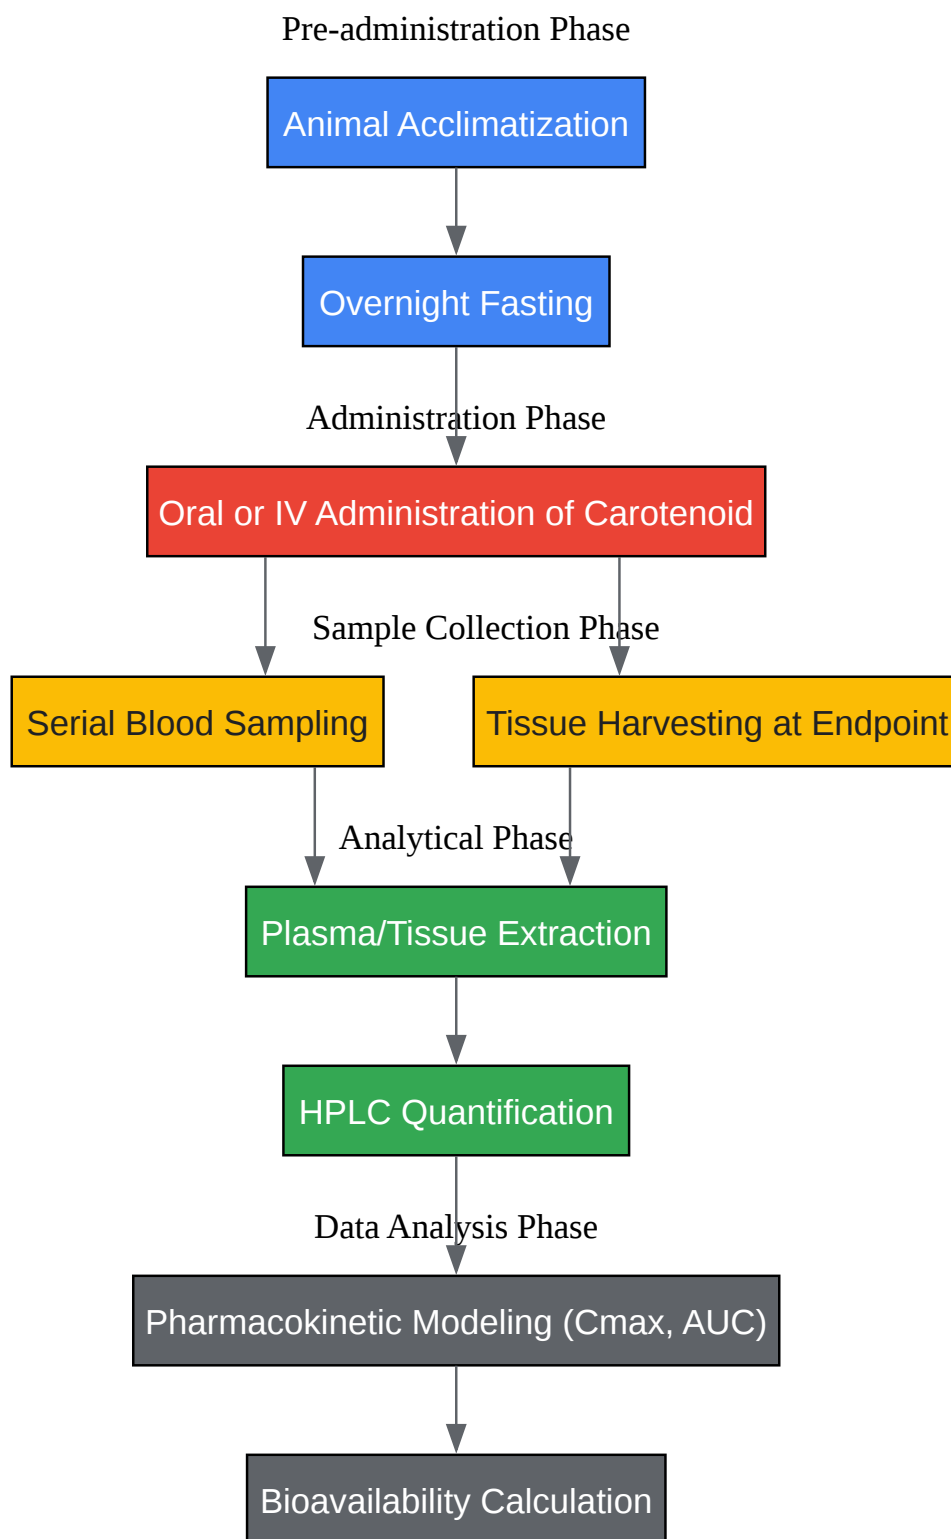 Pre-administration Phase
Animal Acclimatization
Overnight Fasting
Administration Phase
Oral or IV Administration of Carotenoid
Sample Collection Phase
Serial Blood Sampling
Tissue Harvesting at Endpoint
Analytical Phase
Plasma/Tissue Extraction
HPLC Quantification
Data Analysis Phase
Pharmacokinetic Modeling (Cmax, AUC)
Bioavailability Calculation